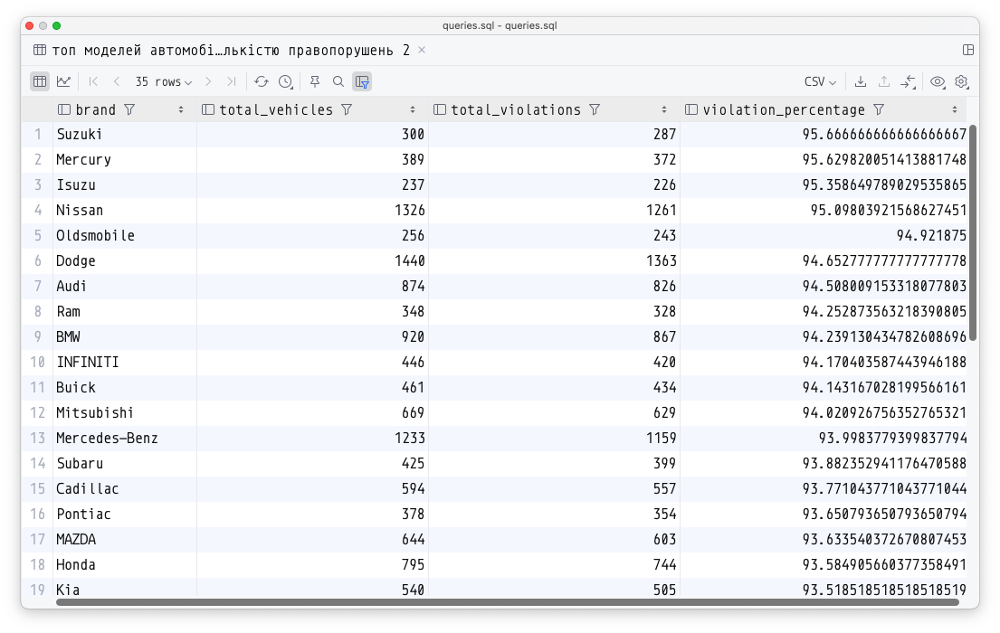 queries.sql – queries.sql
топ моделей автомобі…лькістю правопорушень 2 ×
35 rows CSV
brand total_vehicles total_violations violation_percentage
1 Suzuki 300 287 95.6666666666666667
2 Mercury 389 372 95.629820051413881748
3 Isuzu 237 226 95.358649789029535865
4 Nissan 1326 1261 95.09803921568627451
5 Oldsmobile 256 243 94.921875
6 Dodge 1440 1363 94.652777777777777778
7 Audi 874 826 94.508009153318077803
8 Ram 348 328 94.252873563218390805
9 BMW 920 867 94.239130434782608696
10 INFINITI 446 420 94.170403587443946188
11 Buick 461 434 94.143167028199566161
12 Mitsubishi 669 629 94.020926756352765321
13 Mercedes-Benz 1233 1159 93.9983779399837794
14 Subaru 425 399 93.882352941176470588
15 Cadillac 594 557 93.771043771043771044
16 Pontiac 378 354 93.650793650793650794
17 MAZDA 644 603 93.633540372670807453
18 Honda 795 744 93.584905660377358491
19 Kia 540 505 93.518518518518518519